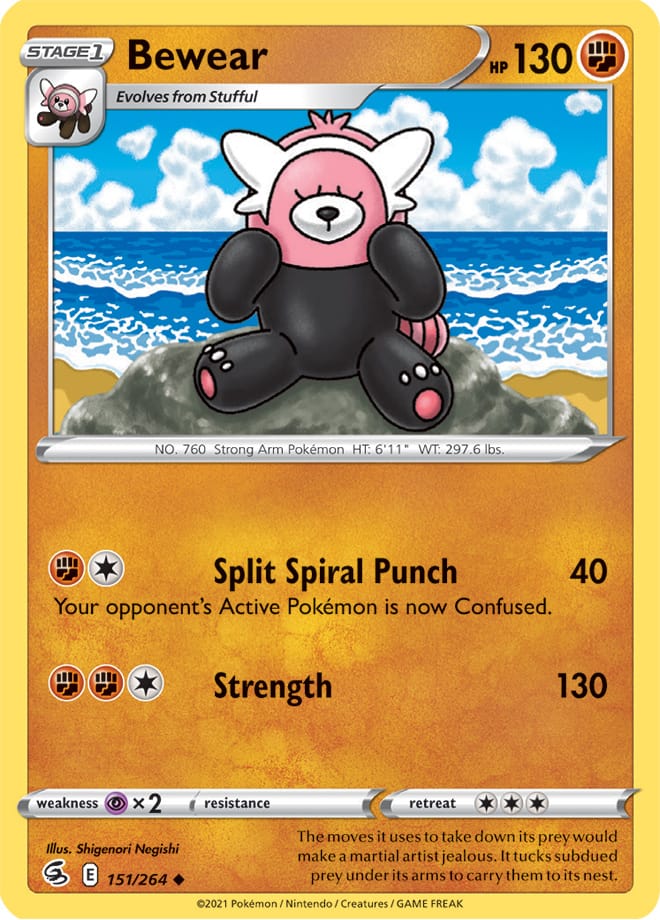 STAGE 1
Bewear
HP 130
Evolves from Stufful
NO. 760 Strong Arm Pokémon HT: 6'11" WT: 297.6 lbs.
Split Spiral Punch 40
Your opponent's Active Pokémon is now Confused.
Strength 130
weakness ×2 resistance retreat
Illus. Shigenori Negishi
The moves it uses to take down its prey would
make a martial artist jealous. It tucks subdued
prey under its arms to carry them to its nest.
E 151/264
©2021 Pokémon / Nintendo / Creatures / GAME FREAK